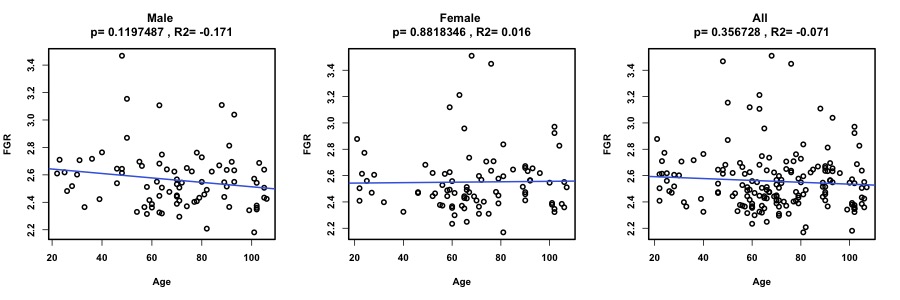 Male
p= 0.1197487 , R2= -0.171
FGR
3.4
3.2
3.0
2.8
2.6
2.4
2.2
20 40 60 80 100
Age
Female
p= 0.8818346 , R2= 0.016
FGR
3.4
3.2
3.0
2.8
2.6
2.4
2.2
20 40 60 80 100
Age
All
p= 0.356728 , R2= -0.071
FGR
3.4
3.2
3.0
2.8
2.6
2.4
2.2
20 40 60 80 100
Age